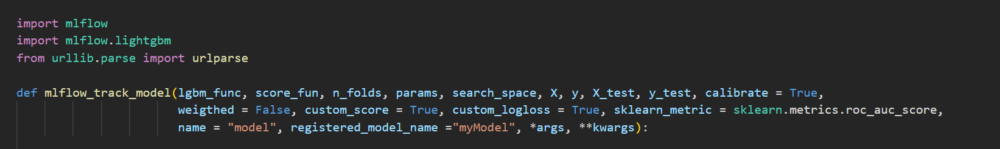 import mlflow
import mlflow.lightgbm
from urllib.parse import urlparse
def mlflow_track_model(lgbm_func, score_fun, n_folds, params, search_space, X, y, X_test, y_test, calibrate = True,
weigthed = False, custom_score = True, custom_logloss = True, sklearn_metric = sklearn.metrics.roc_auc_score,
name = "model", registered_model_name ="myModel", *args, **kwargs):